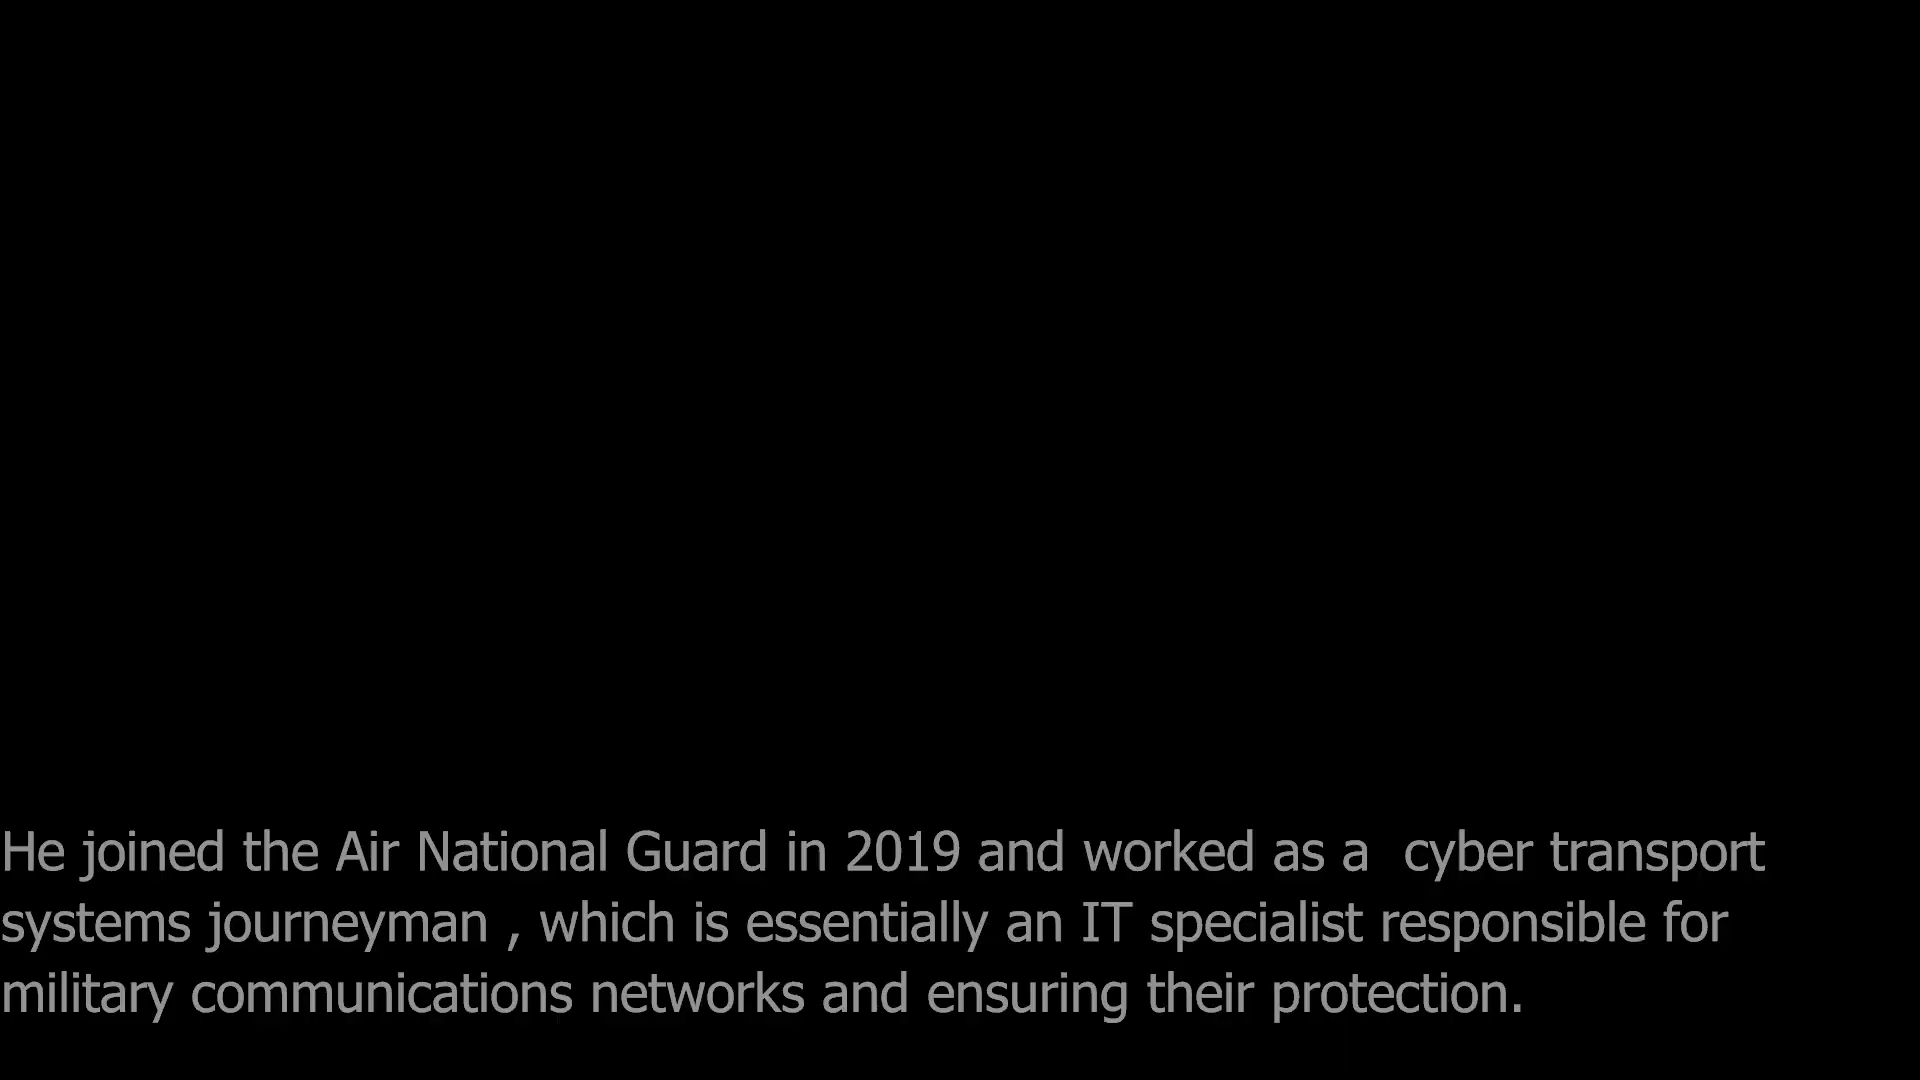 He joined the Air National Guard in 2019 and worked as a  cyber transport
systems journeyman , which is essentially an IT specialist responsible for
military communications networks and ensuring their protection.